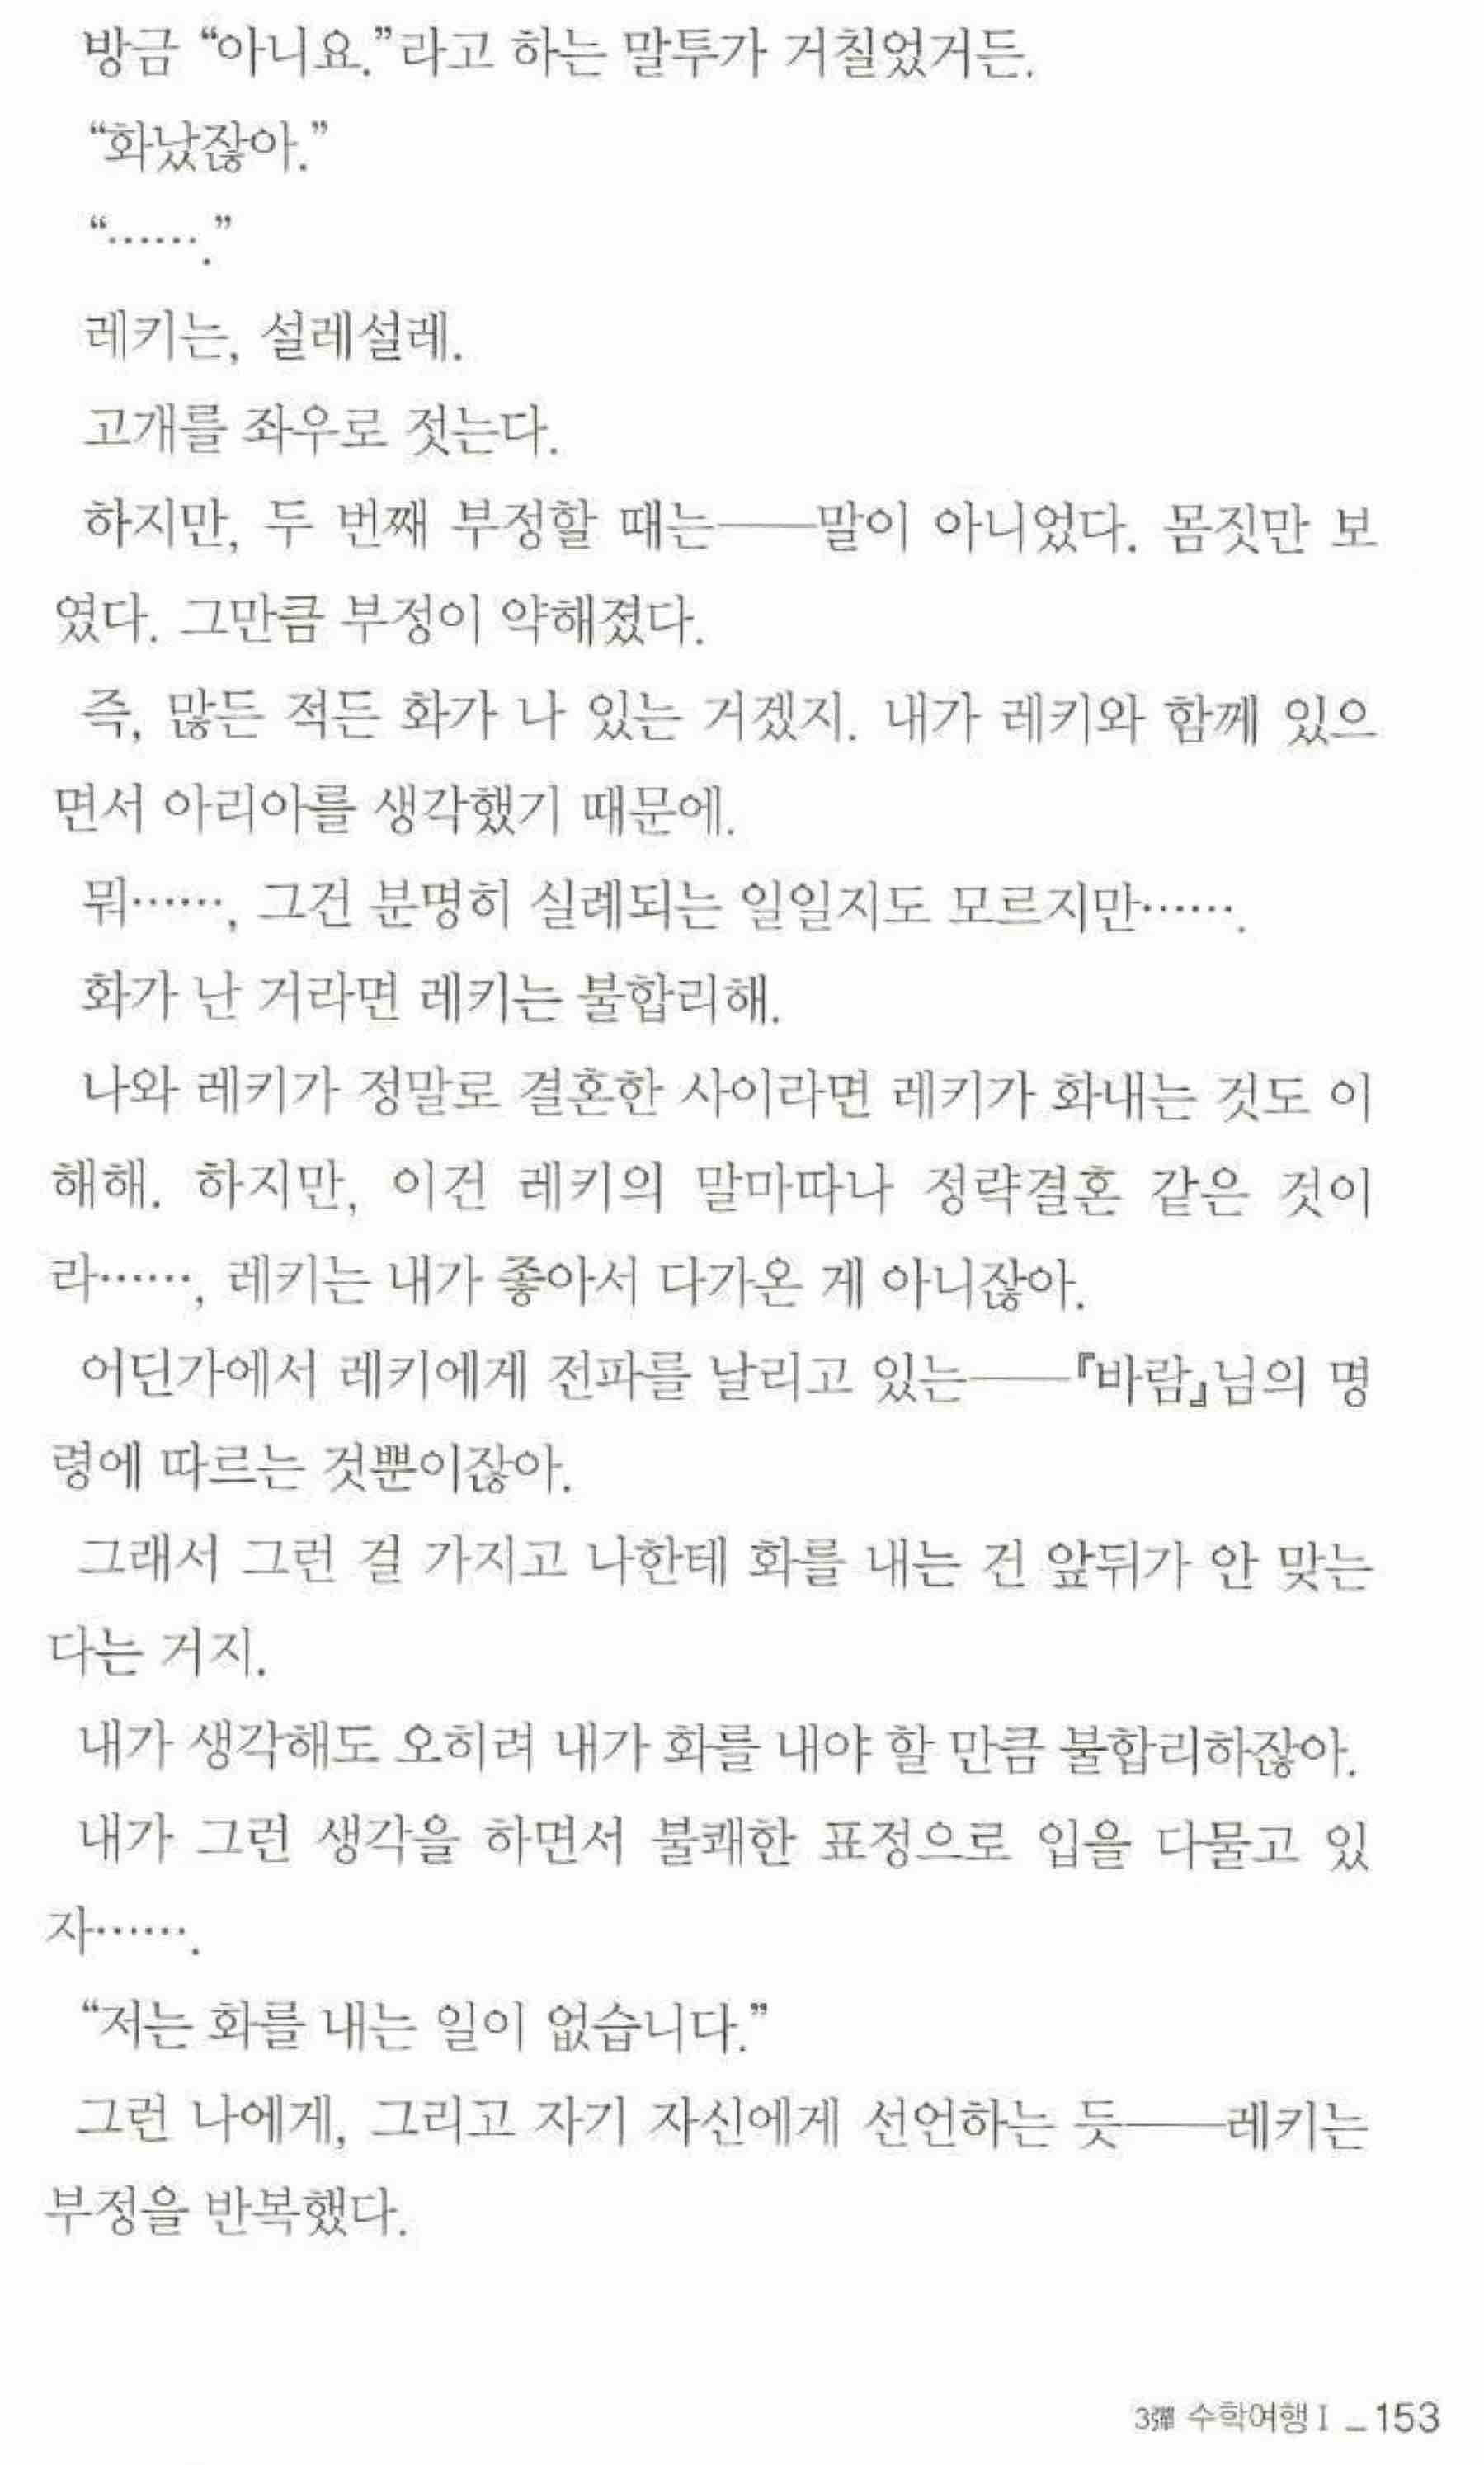 방금 “아니요.”라고 하는 말투가 거칠었거든.
“화났잖아.”
“…….”
레키는, 설레설레.
고개를 좌우로 젓는다.
하지만, 두 번째 부정할 때는──말이 아니었다. 몸짓만 보
였다. 그만큼 부정이 약해졌다.
즉, 많든 적든 화가 나 있는 거겠지. 내가 레키와 함께 있으
면서 아리아를 생각했기 때문에.
뭐……, 그건 분명히 실례되는 일일지도 모르지만…….
화가 난 거라면 레키는 불합리해.
나와 레키가 정말로 결혼한 사이라면 레키가 화내는 것도 이
해해. 하지만, 이건 레키의 말마따나 정략결혼 같은 것이
라……, 레키는 내가 좋아서 다가온 게 아니잖아.
어딘가에서 레키에게 전파를 날리고 있는──『바람』님의 명
령에 따르는 것뿐이잖아.
그래서 그런 걸 가지고 나한테 화를 내는 건 앞뒤가 안 맞는
다는 거지.
내가 생각해도 오히려 내가 화를 내야 할 만큼 불합리하잖아.
내가 그런 생각을 하면서 불쾌한 표정으로 입을 다물고 있
자…….
“저는 화를 내는 일이 없습니다.”
그런 나에게, 그리고 자기 자신에게 선언하는 듯──레키는
부정을 반복했다.
3彈 수학여행 I _ 153